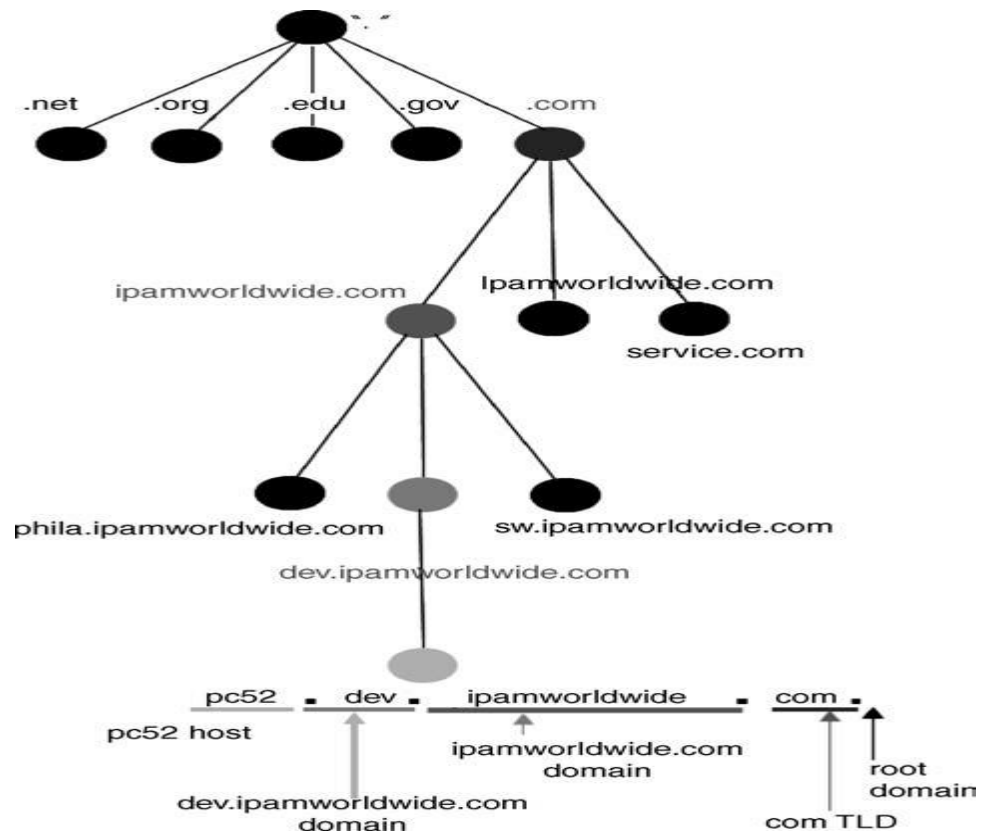 “ . ”
.net .org .edu .gov .com
ipamworldwide.com
Ipamworldwide.com
service.com
phila.ipamworldwide.com
sw.ipamworldwide.com
dev.ipamworldwide.com
pc52 . dev . ipamworldwide . com .
pc52 host
ipamworldwide.com
domain
root
domain
dev.ipamworldwide.com
domain
com TLD